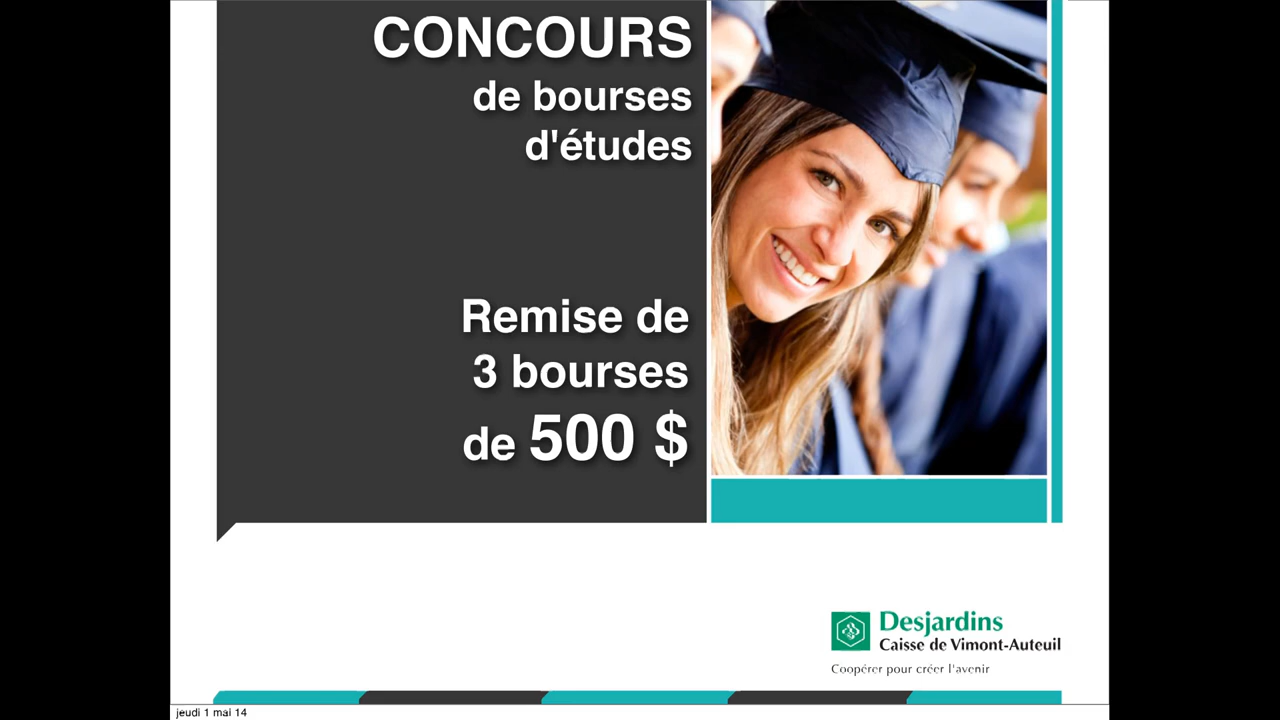 CONCOURS
de bourses
d'études
Remise de
3 bourses
de 500 $
Desjardins
Caisse de Vimont-Auteuil
Coopérer pour créer l'avenir
jeudi 1 mai 14